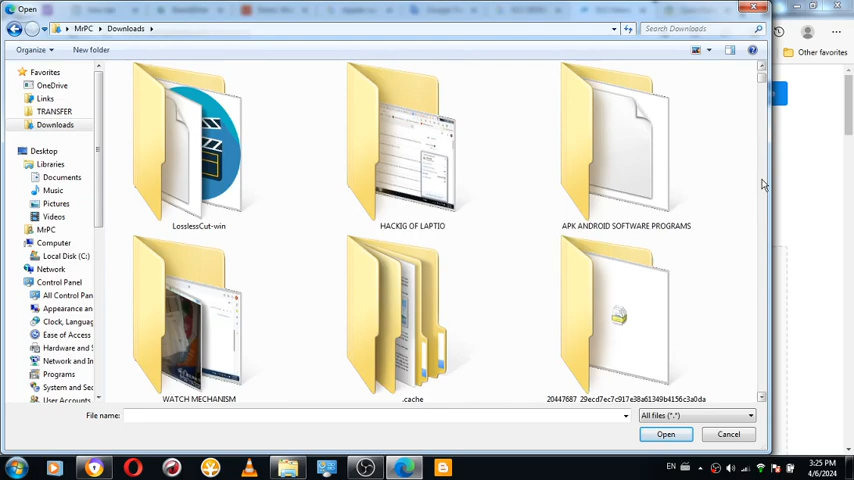 Open
MrPC
Downloads
Search Downloads
Organize
New folder
Other favorites
Favorites
OneDrive
Links
TRANSFER
Downloads
Desktop
Libraries
Documents
Music
Pictures
Videos
MrPC
Computer
Local Disk (C:)
Network
Control Panel
All Control Pan
Appearance an
Clock, Languag
Ease of Access
Hardware and S
Network and In
Programs
System and Sec
User Accounts
LosslessCut-win
HACKIG OF LAPTIO
APK ANDROID SOFTWARE PROGRAMS
WATCH MECHANISM
.cache
20447687_29ecd7ec7c917e38a61349b4156c3a0da
File name:
All files (*.*)
Open
Cancel
EN
3:25 PM
4/6/2024